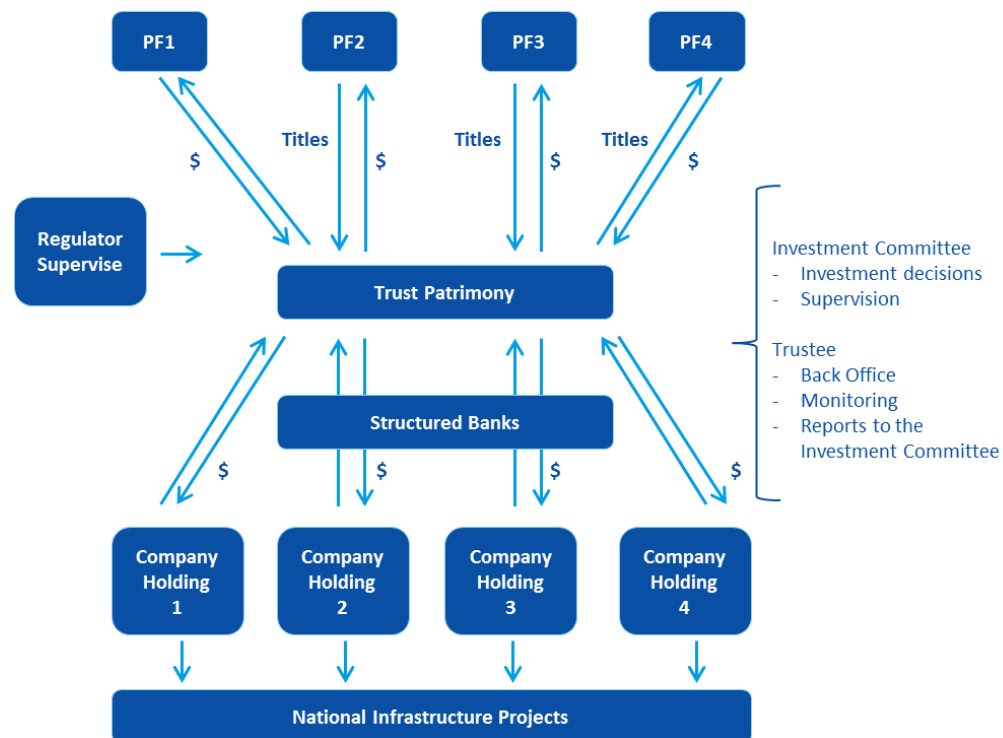 PF1
PF2
PF3
PF4
Titles
Titles
Titles
$
$
$
$
Regulator
Supervise
Investment Committee
- Investment decisions
- Supervision
Trust Patrimony
Trustee
- Back Office
- Monitoring
- Reports to the
Investment Committee
Structured Banks
$
$
$
$
Company
Holding
1
Company
Holding
2
Company
Holding
3
Company
Holding
4
National Infrastructure Projects